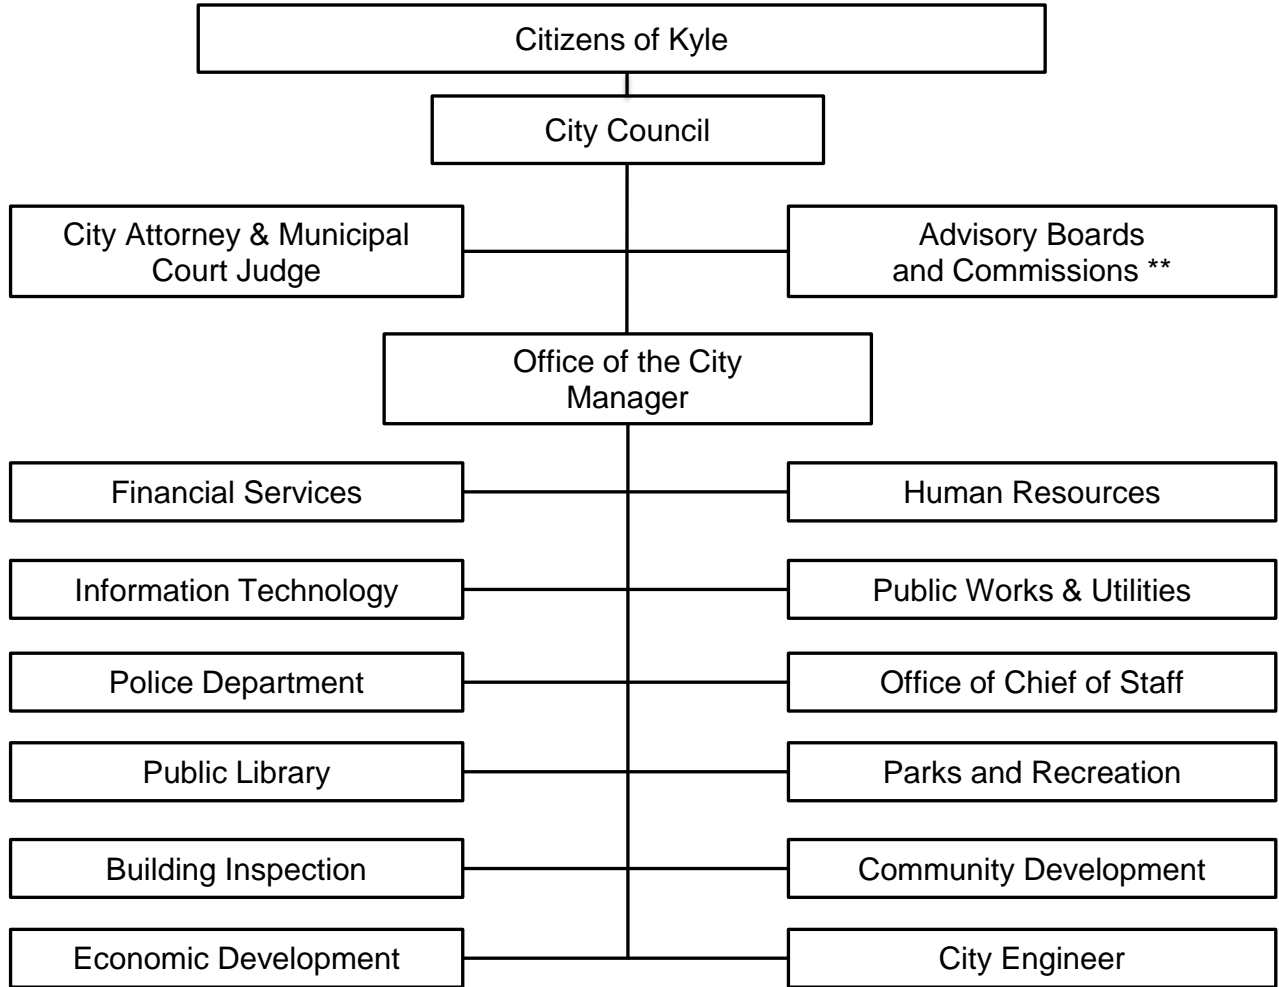 Citizens of Kyle
City Council
City Attorney & Municipal
Court Judge
Advisory Boards
and Commissions **
Office of the City
Manager
Financial Services
Human Resources
Information Technology
Public Works & Utilities
Police Department
Office of Chief of Staff
Public Library
Parks and Recreation
Building Inspection
Community Development
Economic Development
City Engineer